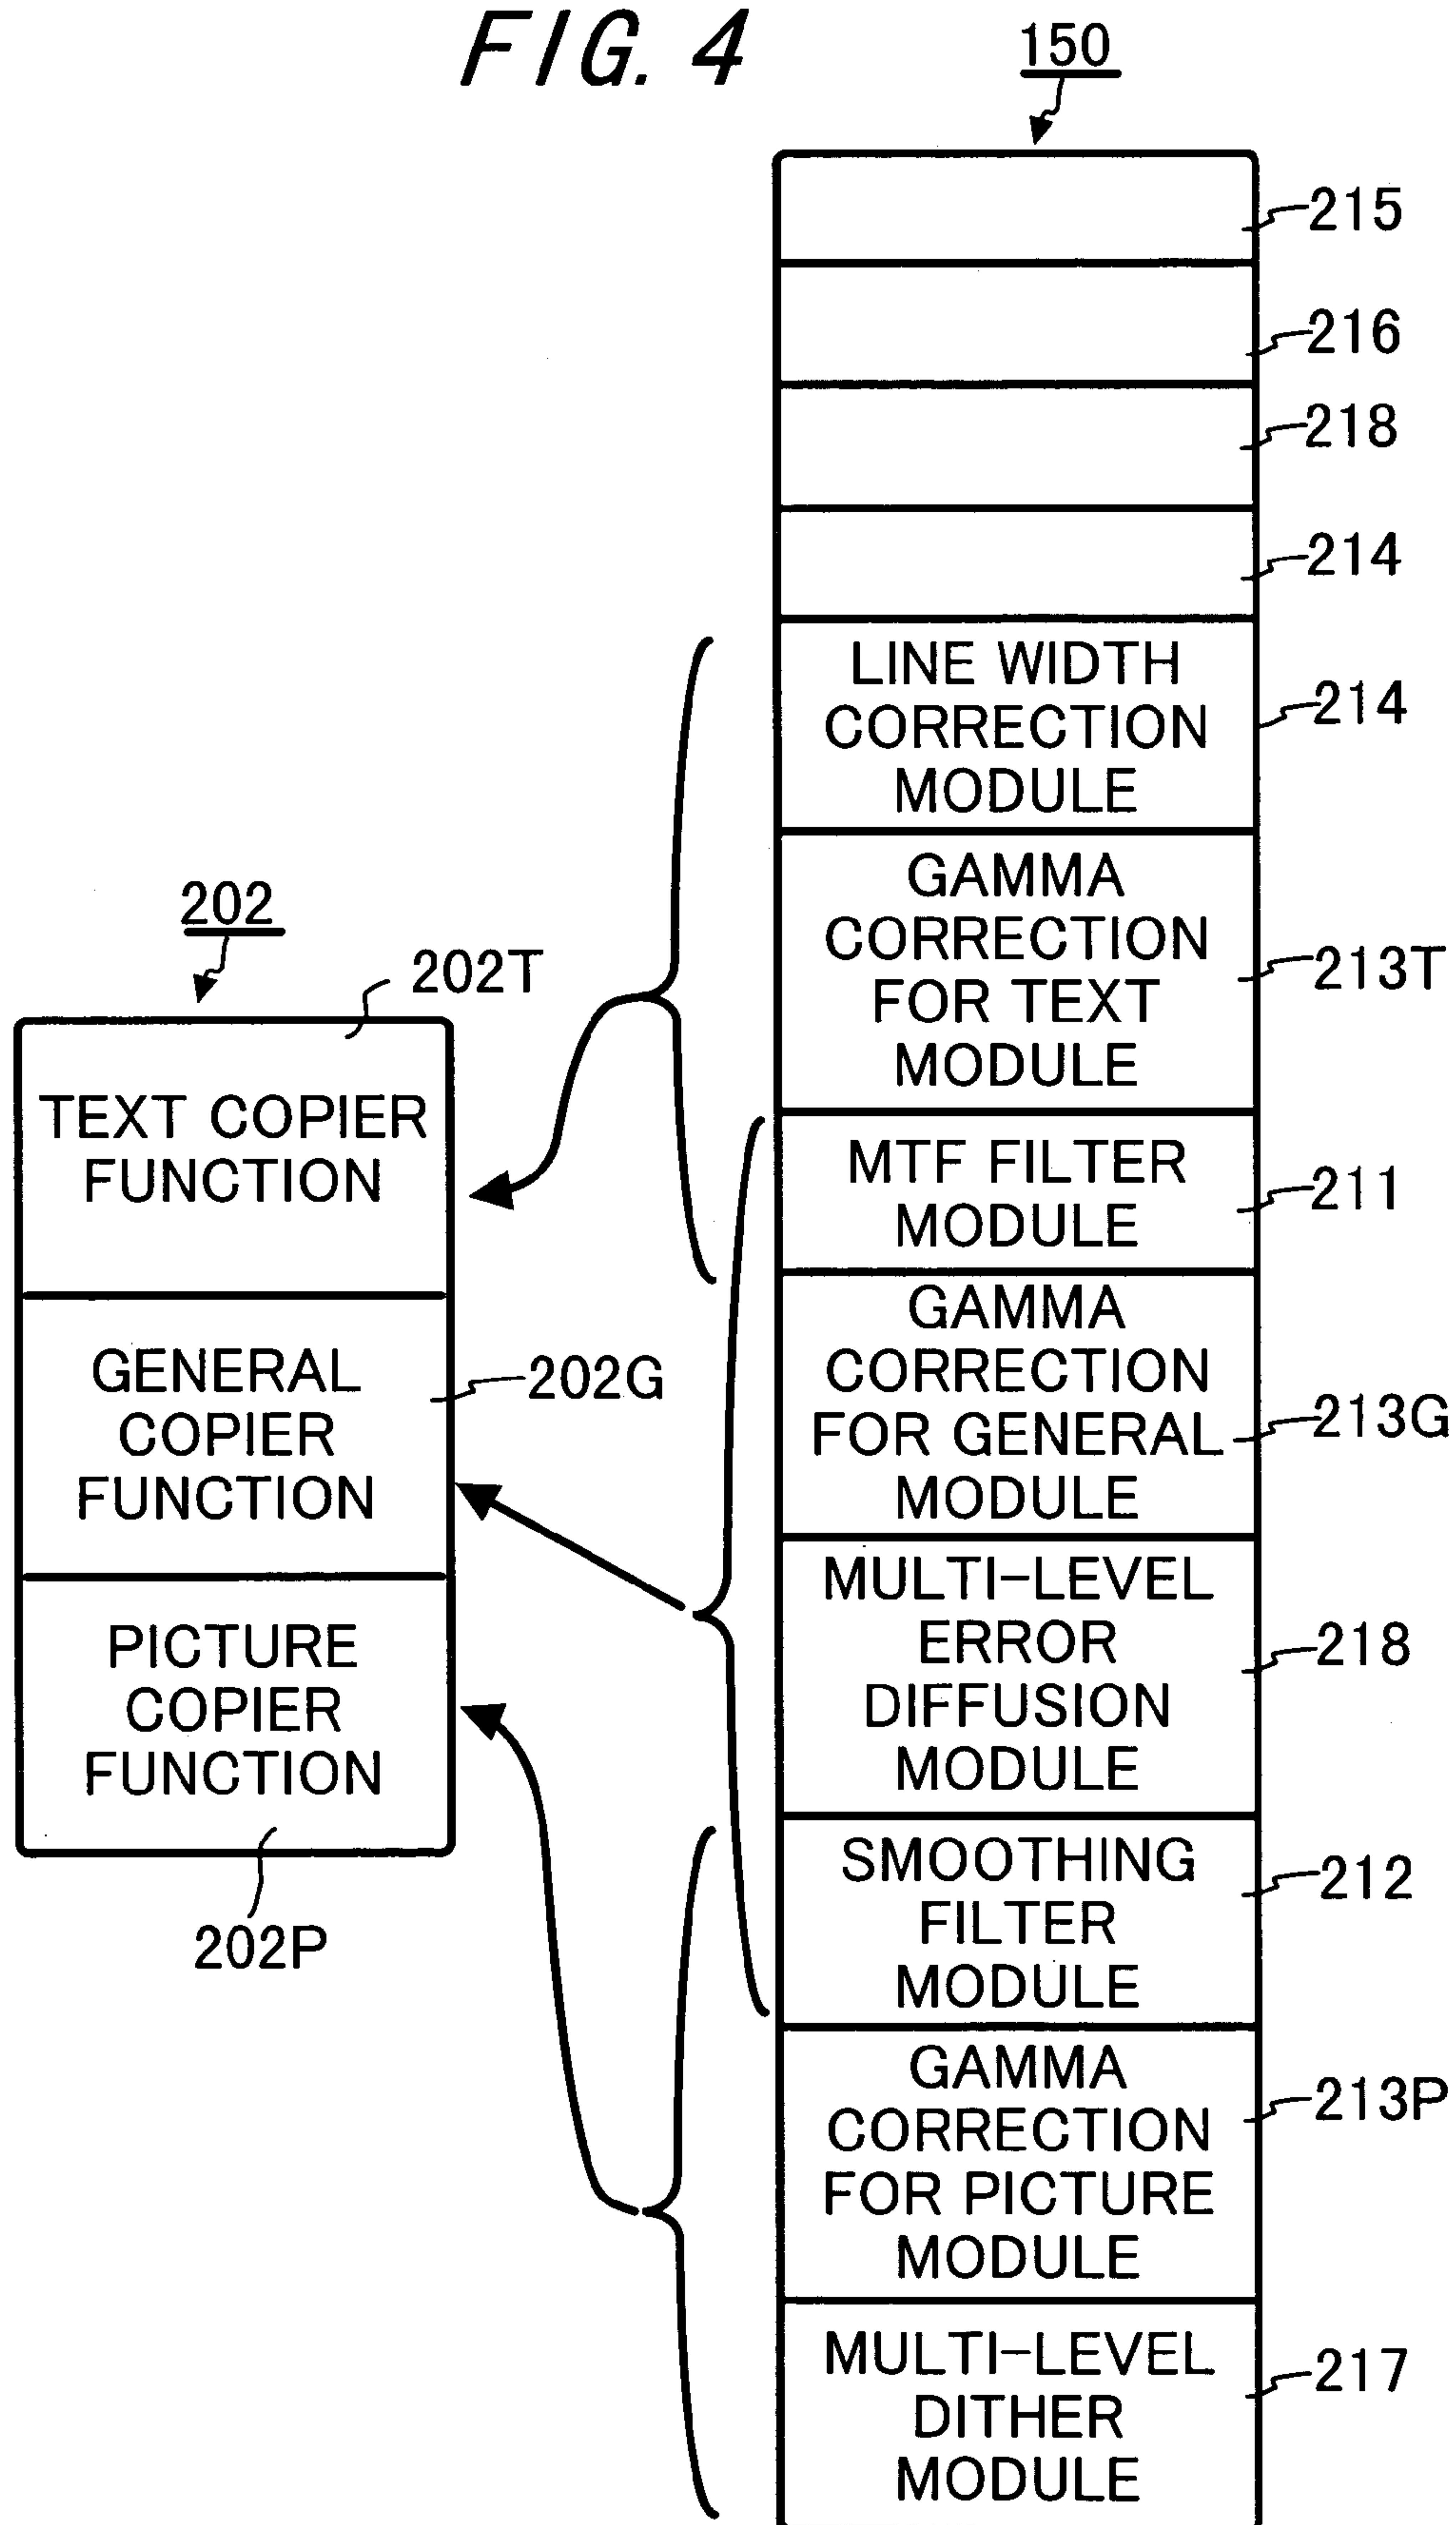 FIG. 4
150
215
216
218
214
LINE WIDTH
CORRECTION
MODULE
214
GAMMA
CORRECTION
FOR TEXT
MODULE
213T
MTF FILTER
MODULE
211
GAMMA
CORRECTION
FOR GENERAL
MODULE
213G
MULTI-LEVEL
ERROR
DIFFUSION
MODULE
218
SMOOTHING
FILTER
MODULE
212
GAMMA
CORRECTION
FOR PICTURE
MODULE
213P
MULTI-LEVEL
DITHER
MODULE
217
202
202T
TEXT COPIER
FUNCTION
GENERAL
COPIER
FUNCTION
202G
PICTURE
COPIER
FUNCTION
202P